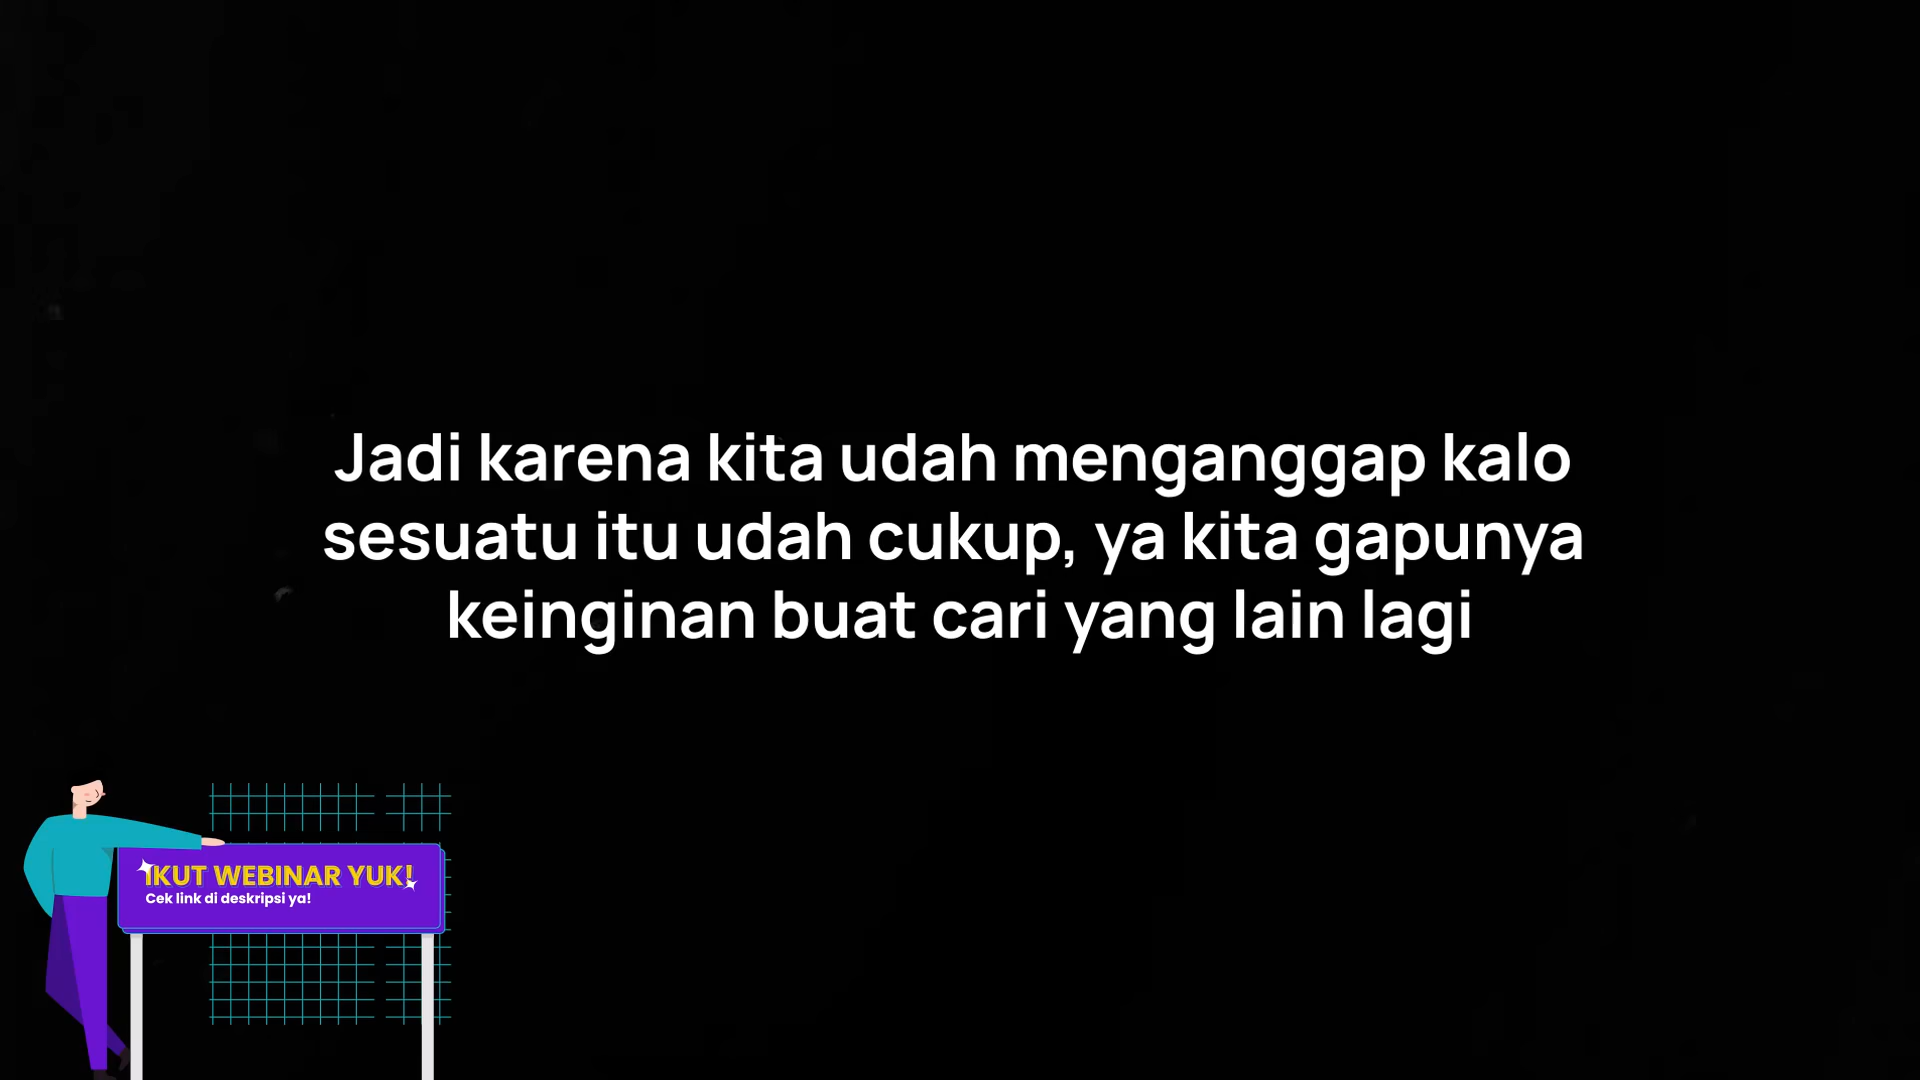 Jadi karena kita udah menganggap kalo
sesuatu itu udah cukup, ya kita gapunya
keinginan buat cari yang lain lagi
IKUT WEBINAR YUK!
Cek link di deskripsi ya!